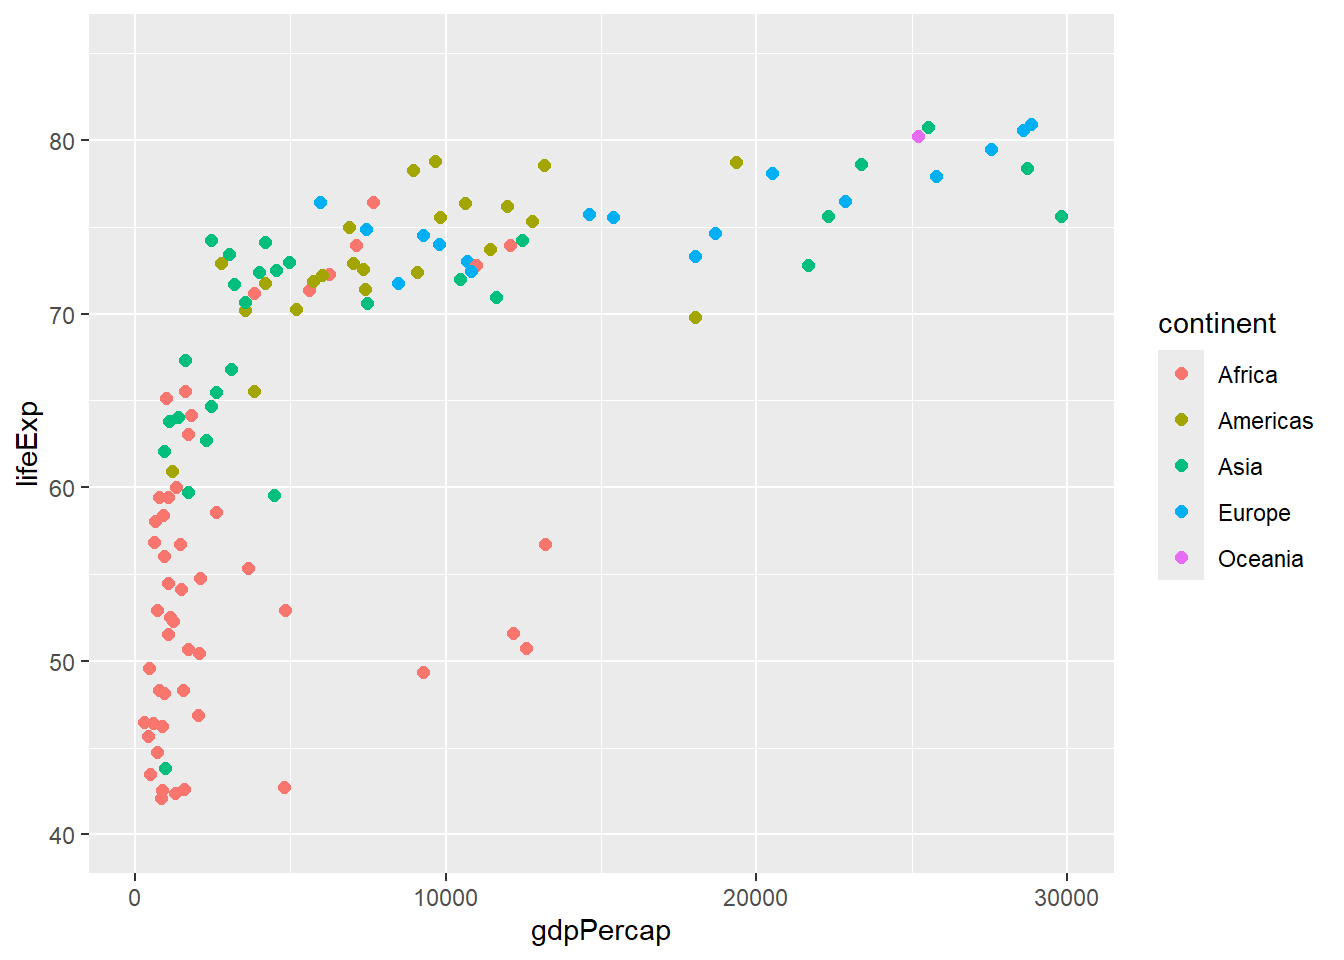 80
70
60
50
40
lifeExp
0
10000
20000
30000
gdpPercap
continent
Africa
Americas
Asia
Europe
Oceania